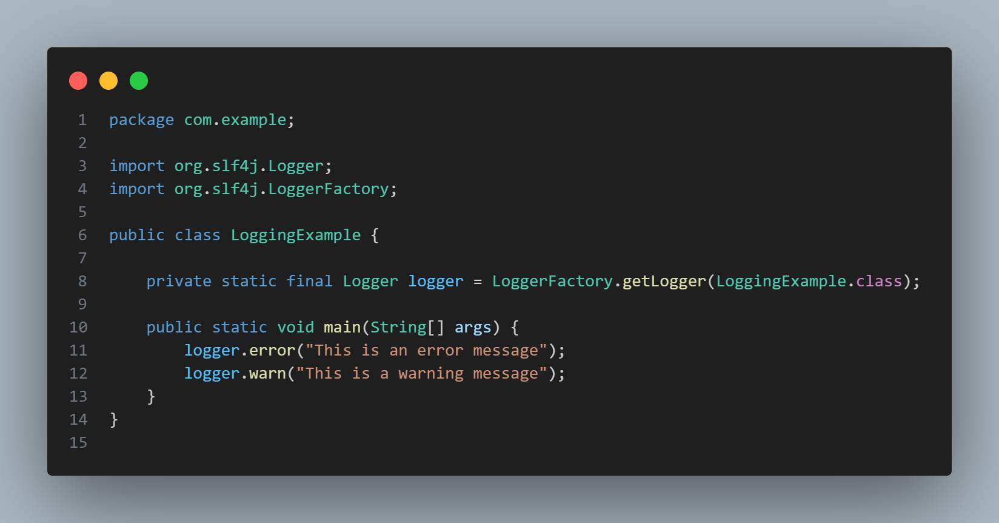 1 package com.example;
2
3 import org.slf4j.Logger;
4 import org.slf4j.LoggerFactory;
5
6 public class LoggingExample {
7
8     private static final Logger logger = LoggerFactory.getLogger(LoggingExample.class);
9
10     public static void main(String[] args) {
11         logger.error("This is an error message");
12         logger.warn("This is a warning message");
13     }
14 }
15